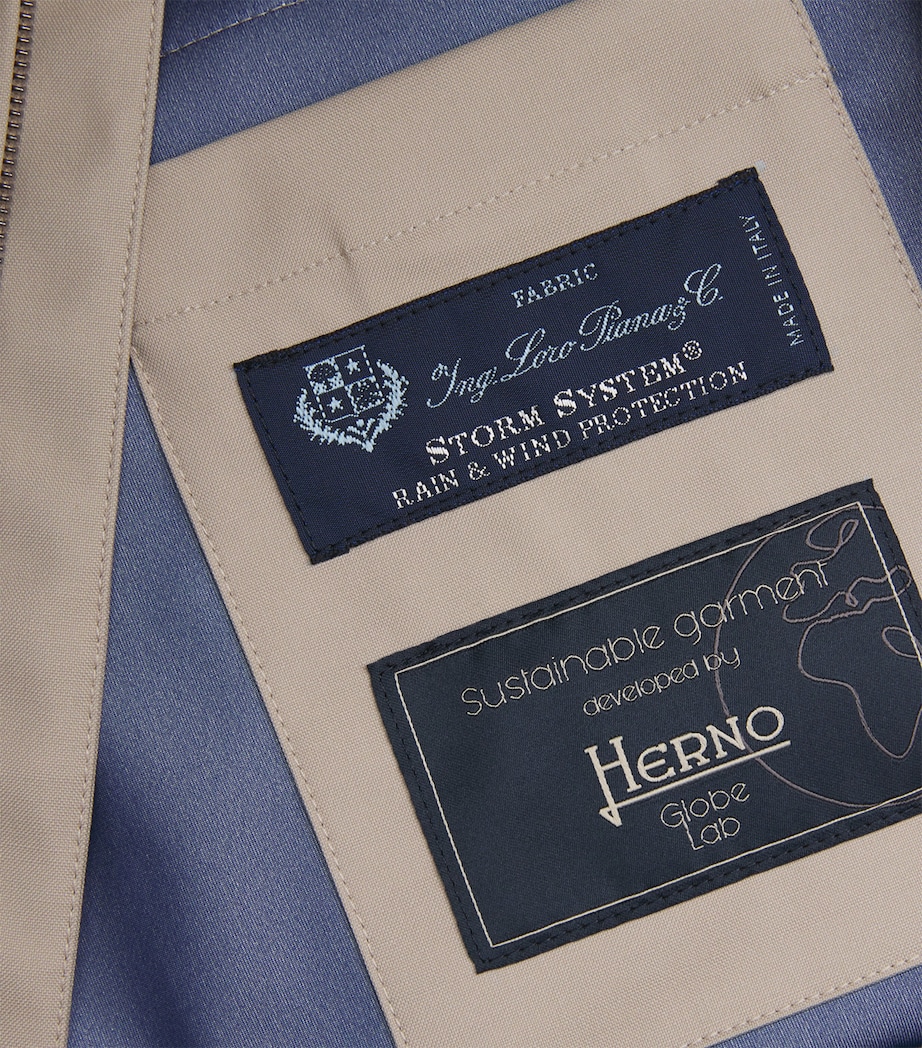 FABRIC
Ing. Loro Piana & C.
STORM SYSTEM®
RAIN & WIND PROTECTION
MADE IN ITALY
Sustainable garment
developed by
HERNO
Globe
Lab